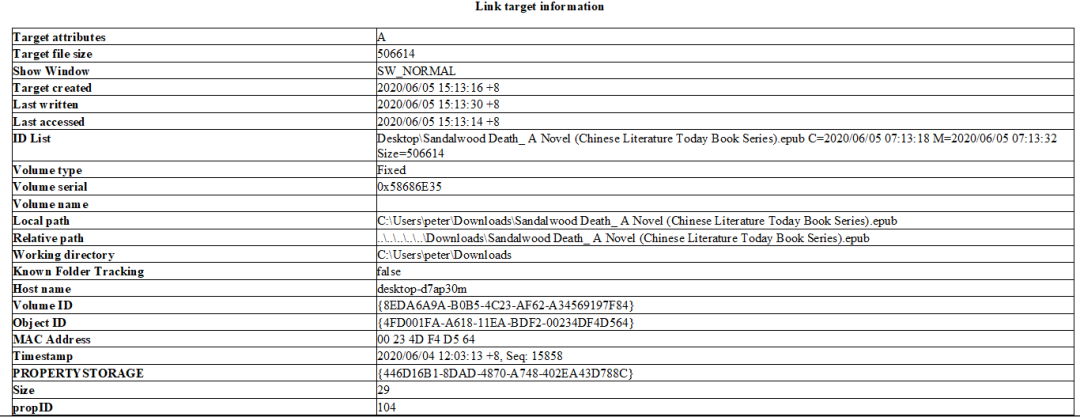 Link target information
Target attributes A
Target file size 506614
Show Window SW_NORMAL
Target created 2020/06/05 15:13:16 +8
Last written 2020/06/05 15:13:30 +8
Last accessed 2020/06/05 15:13:14 +8
ID List Desktop\Sandalwood Death_ A Novel (Chinese Literature Today Book Series).epub C=2020/06/05 07:13:18 M=2020/06/05 07:13:32
Size=506614
Volume type Fixed
Volume serial 0x58686E35
Volume name
Local path C:\Users\peter\Downloads\Sandalwood Death_ A Novel (Chinese Literature Today Book Series).epub
Relative path ..\..\..\..\..\Downloads\Sandalwood Death_ A Novel (Chinese Literature Today Book Series).epub
Working directory C:\Users\peter\Downloads
Known Folder Tracking false
Host name desktop-d7ap30m
Volume ID {8EDA6A9A-B0B5-4C23-AF62-A34569197F84}
Object ID {4FD001FA-A618-11EA-BDF2-00234DF4D564}
MAC Address 00 23 4D F4 D5 64
Timestamp 2020/06/04 12:03:13 +8, Seq: 15858
PROPERTYSTORAGE {446D16B1-8DAD-4870-A748-402EA43D788C}
Size 29
propID 104